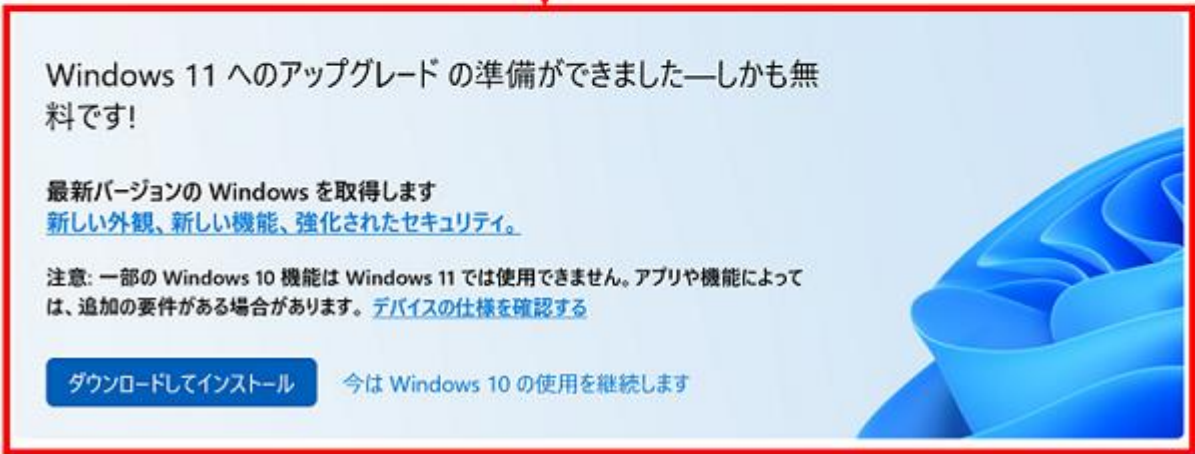 Windows 11 へのアップグレード の準備ができました—しかも無
料です!
最新バージョンの Windows を取得します
新しい外観、新しい機能、強化されたセキュリティ。
注意: 一部の Windows 10 機能は Windows 11 では使用できません。アプリや機能によって
は、追加の要件がある場合があります。 デバイスの仕様を確認する
ダウンロードしてインストール 今は Windows 10 の使用を継続します